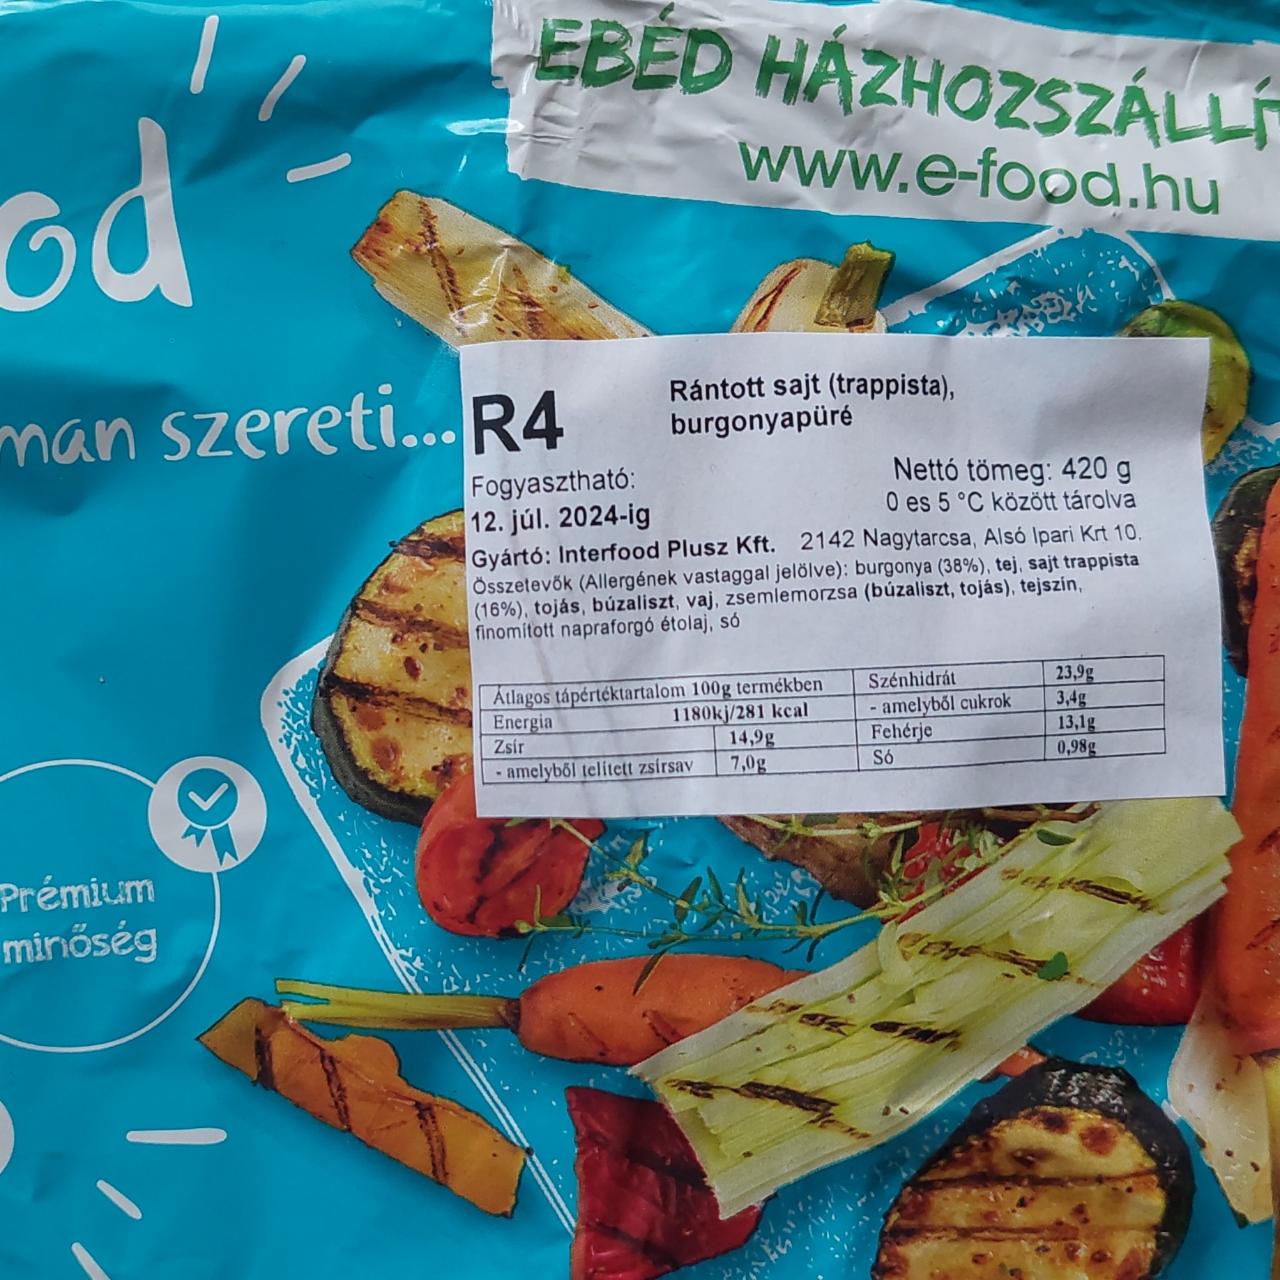 EBÉD HÁZHOZSZÁLLÍT
www.e-food.hu
od
man szereti...
R4
Rántott sajt (trappista),
burgonyapüré
Fogyasztható:
12. júl. 2024-ig
Nettó tömeg: 420 g
0 es 5 °C között tárolva
Gyártó: Interfood Plusz Kft. 2142 Nagytarcsa, Alsó Ipari Krt 10.
Összetevők (Allergének vastaggal jelölve): burgonya (38%), tej, sajt trappista
(16%), tojás, búzaliszt, vaj, zsemlemorzsa (búzaliszt, tojás), tejszín,
finomított napraforgó étolaj, só
Átlagos tápértéktartalom 100g termékben
Energia 1180kj/281 kcal
Zsír 14,9g
- amelyből telített zsírsav 7,0g
Szénhidrát 23,9g
- amelyből cukrok 3,4g
Fehérje 13,1g
Só 0,98g
Prémium
minőség